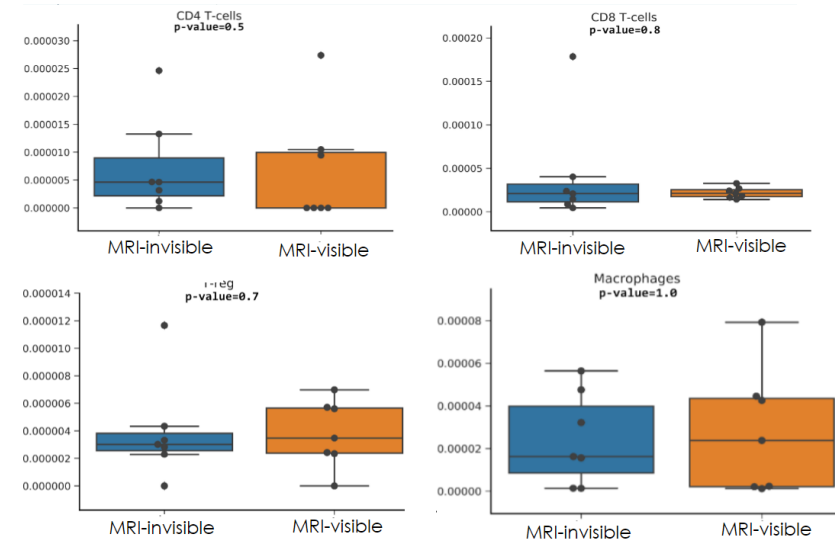 CD4 T-cells
p-value=0.5
0.000030
0.000025
0.000020
0.000015
0.000010
0.000005
0.000000
MRI-invisible
MRI-visible
CD8 T-cells
p-value=0.8
0.00020
0.00015
0.00010
0.00005
0.00000
MRI-invisible
MRI-visible
p-value=0.7
0.000014
0.000012
0.000010
0.000008
0.000006
0.000004
0.000002
0.000000
MRI-invisible
MRI-visible
Macrophages
p-value=1.0
0.00008
0.00006
0.00004
0.00002
0.00000
MRI-invisible
MRI-visible